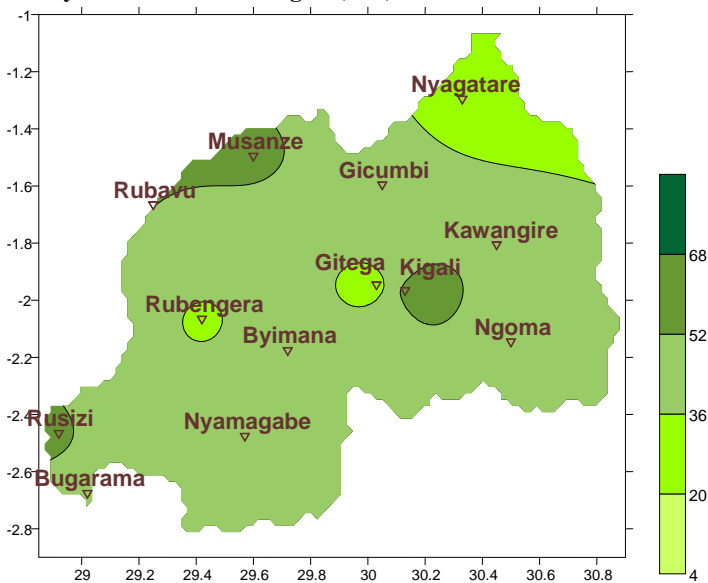 -1
-1.2
Nyagatare
-1.4
Musanze
Gicumbi
-1.6
Rubavu
Kawangire
-1.8
68
Gitega
Kigali
-2
Rubengera
52
Byimana
Ngoma
-2.2
-2.4
Rusizi
Nyamagabe
36
-2.6
Bugarama
20
-2.8
4
29 29.2 29.4 29.6 29.8 30 30.2 30.4 30.6 30.8